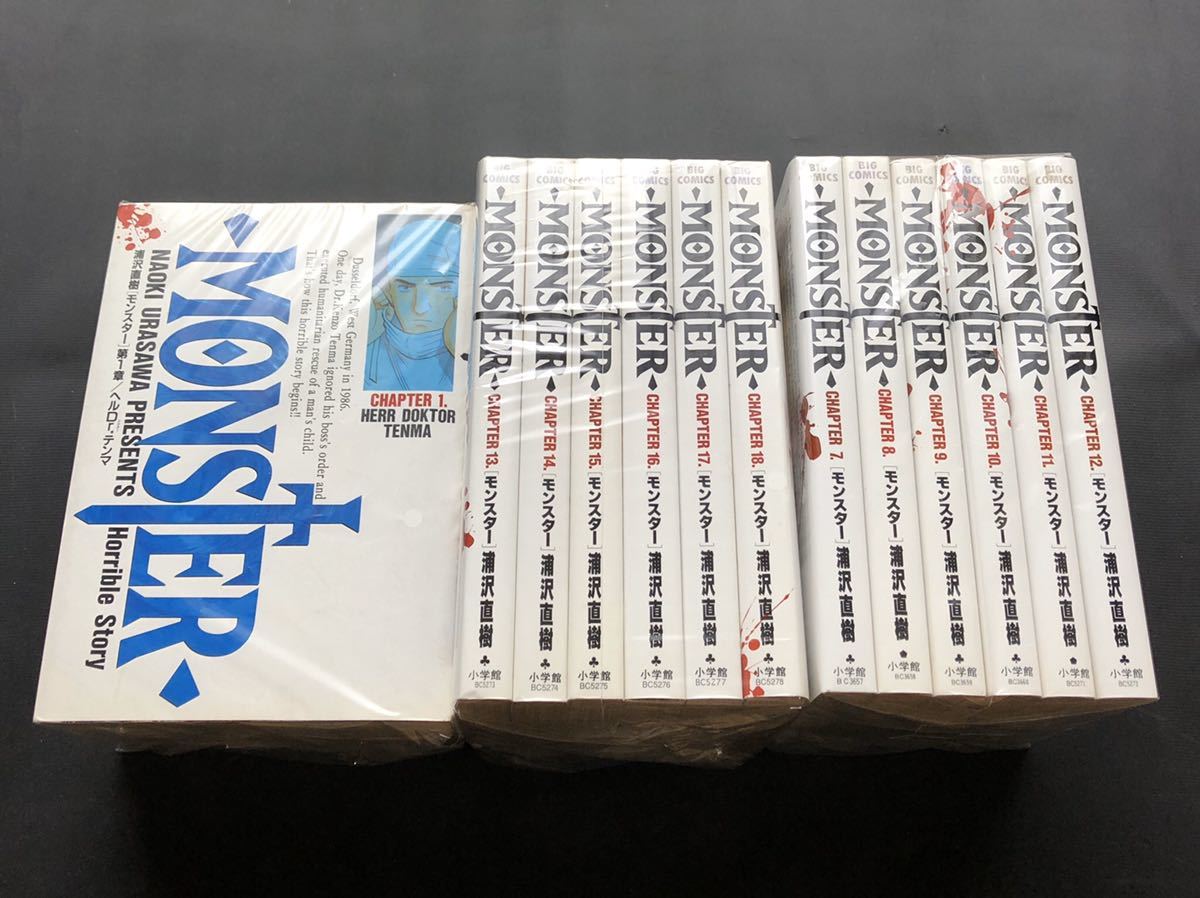 MONSTER
NAOKI URASAWA PRESENTS Horrible Story
浦沢直樹［モンスター］第1章／ヘルDr.テンマ
Dusseldorf, West Germany in 1986.
One day, Dr. Kenzo Tenma ignored his boss's order and
executed humanitarian rescue of a man's child.
That's how this horrible story begins!!
CHAPTER 1.
HERR DOKTOR
TENMA
BIG COMICS
MONSTER CHAPTER 13. ［モンスター］ 浦沢直樹
小学館
BC5273
BIG COMICS
MONSTER CHAPTER 14. ［モンスター］ 浦沢直樹
小学館
BC5274
BIG COMICS
MONSTER CHAPTER 15. ［モンスター］ 浦沢直樹
小学館
BC5275
BIG COMICS
MONSTER CHAPTER 16. ［モンスター］ 浦沢直樹
小学館
BC5276
BIG COMICS
MONSTER CHAPTER 17. ［モンスター］ 浦沢直樹
小学館
BC5277
BIG COMICS
MONSTER CHAPTER 18. ［モンスター］ 浦沢直樹
小学館
BC5278
BIG COMICS
MONSTER CHAPTER 7. ［モンスター］ 浦沢直樹
小学館
BC3657
BIG COMICS
MONSTER CHAPTER 8. ［モンスター］ 浦沢直樹
小学館
BC3658
BIG COMICS
MONSTER CHAPTER 9. ［モンスター］ 浦沢直樹
小学館
BC3659
BIG COMICS
MONSTER CHAPTER 10. ［モンスター］ 浦沢直樹
小学館
BC3660
BIG COMICS
MONSTER CHAPTER 11. ［モンスター］ 浦沢直樹
小学館
BC5271
BIG COMICS
MONSTER CHAPTER 12. ［モンスター］ 浦沢直樹
小学館